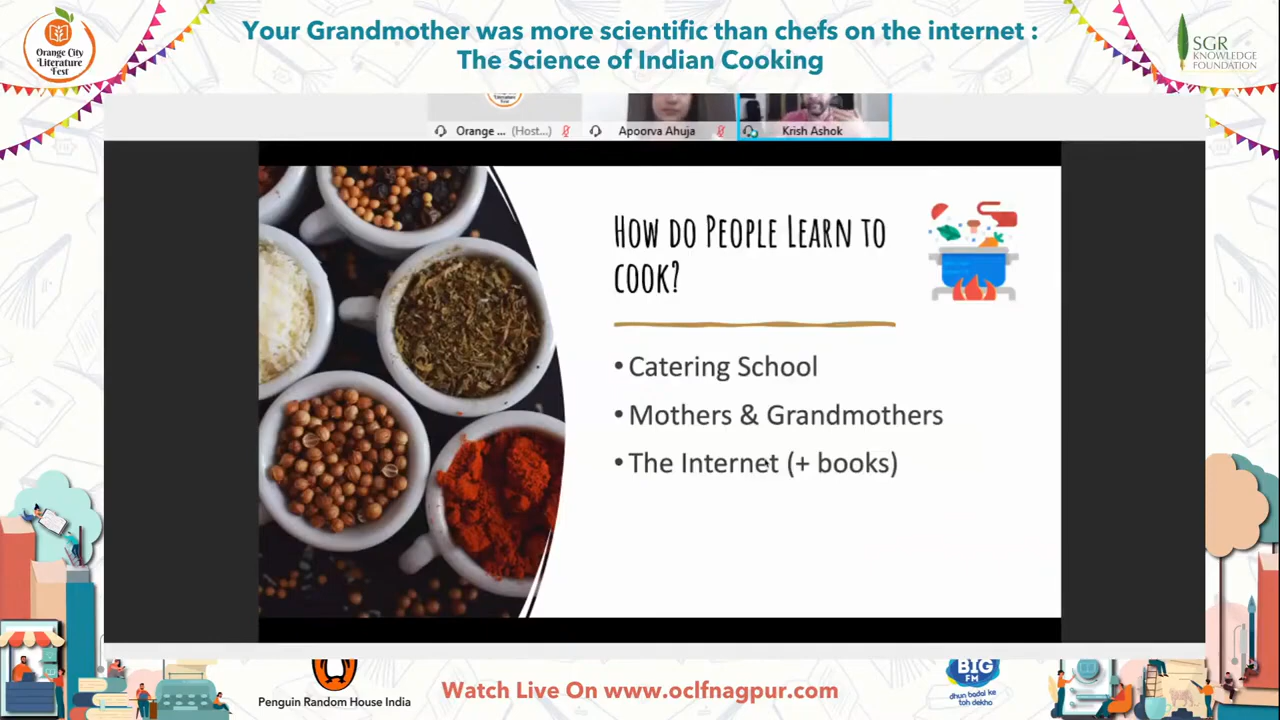 Your Grandmother was more scientific than chefs on the internet :
The Science of Indian Cooking
Orange City
Literature
Fest
SGR
KNOWLEDGE
FOUNDATION
Orange ... (Host...)
Apoorva Ahuja
Krish Ashok
HOW DO PEOPLE LEARN TO
COOK?
• Catering School
• Mothers & Grandmothers
• The Internet (+ books)
Penguin Random House India
Watch Live On www.oclfnagpur.com
BIG
FM
dhun badal ke
toh dekho